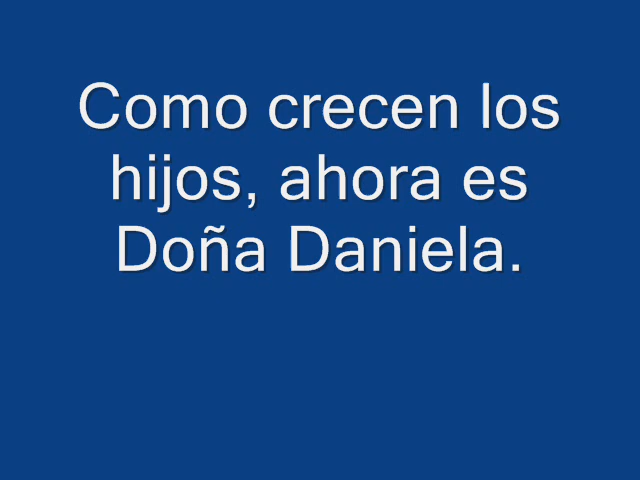 Como crecen los
hijos, ahora es
Doña Daniela.